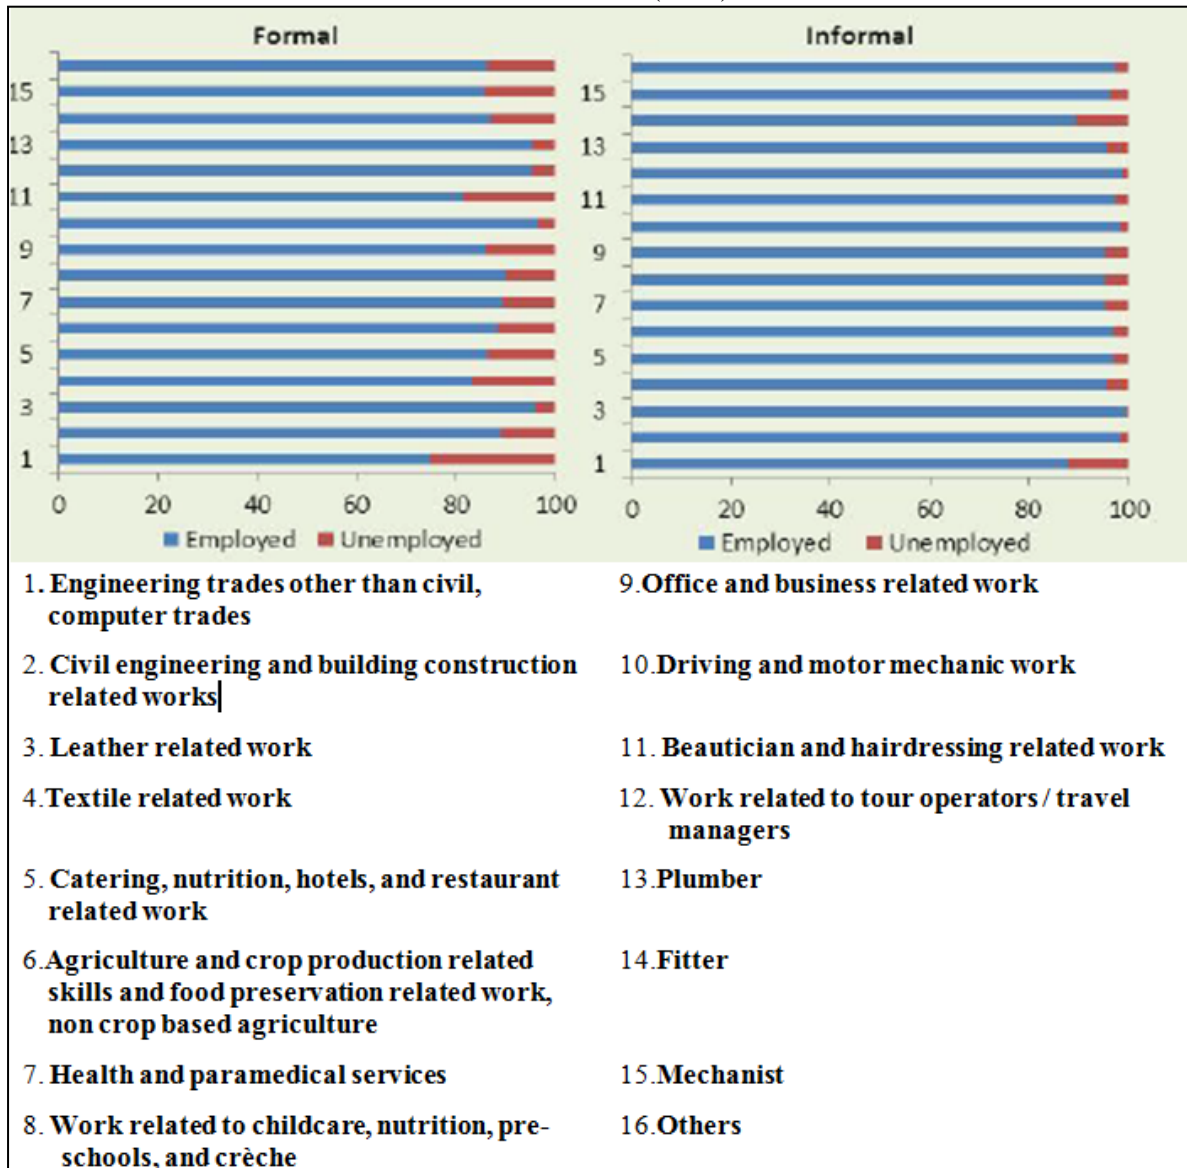 Formal
15
13
11
9
7
5
3
1
0 20 40 60 80 100
Employed Unemployed
Informal
15
13
11
9
7
5
3
1
0 20 40 60 80 100
Employed Unemployed
1. Engineering trades other than civil,
computer trades
2. Civil engineering and building construction
related works
3. Leather related work
4.Textile related work
5. Catering, nutrition, hotels, and restaurant
related work
6.Agriculture and crop production related
skills and food preservation related work,
non crop based agriculture
7. Health and paramedical services
8. Work related to childcare, nutrition, pre-
schools, and crèche
9.Office and business related work
10.Driving and motor mechanic work
11. Beautician and hairdressing related work
12. Work related to tour operators / travel
managers
13.Plumber
14.Fitter
15.Mechanist
16.Others